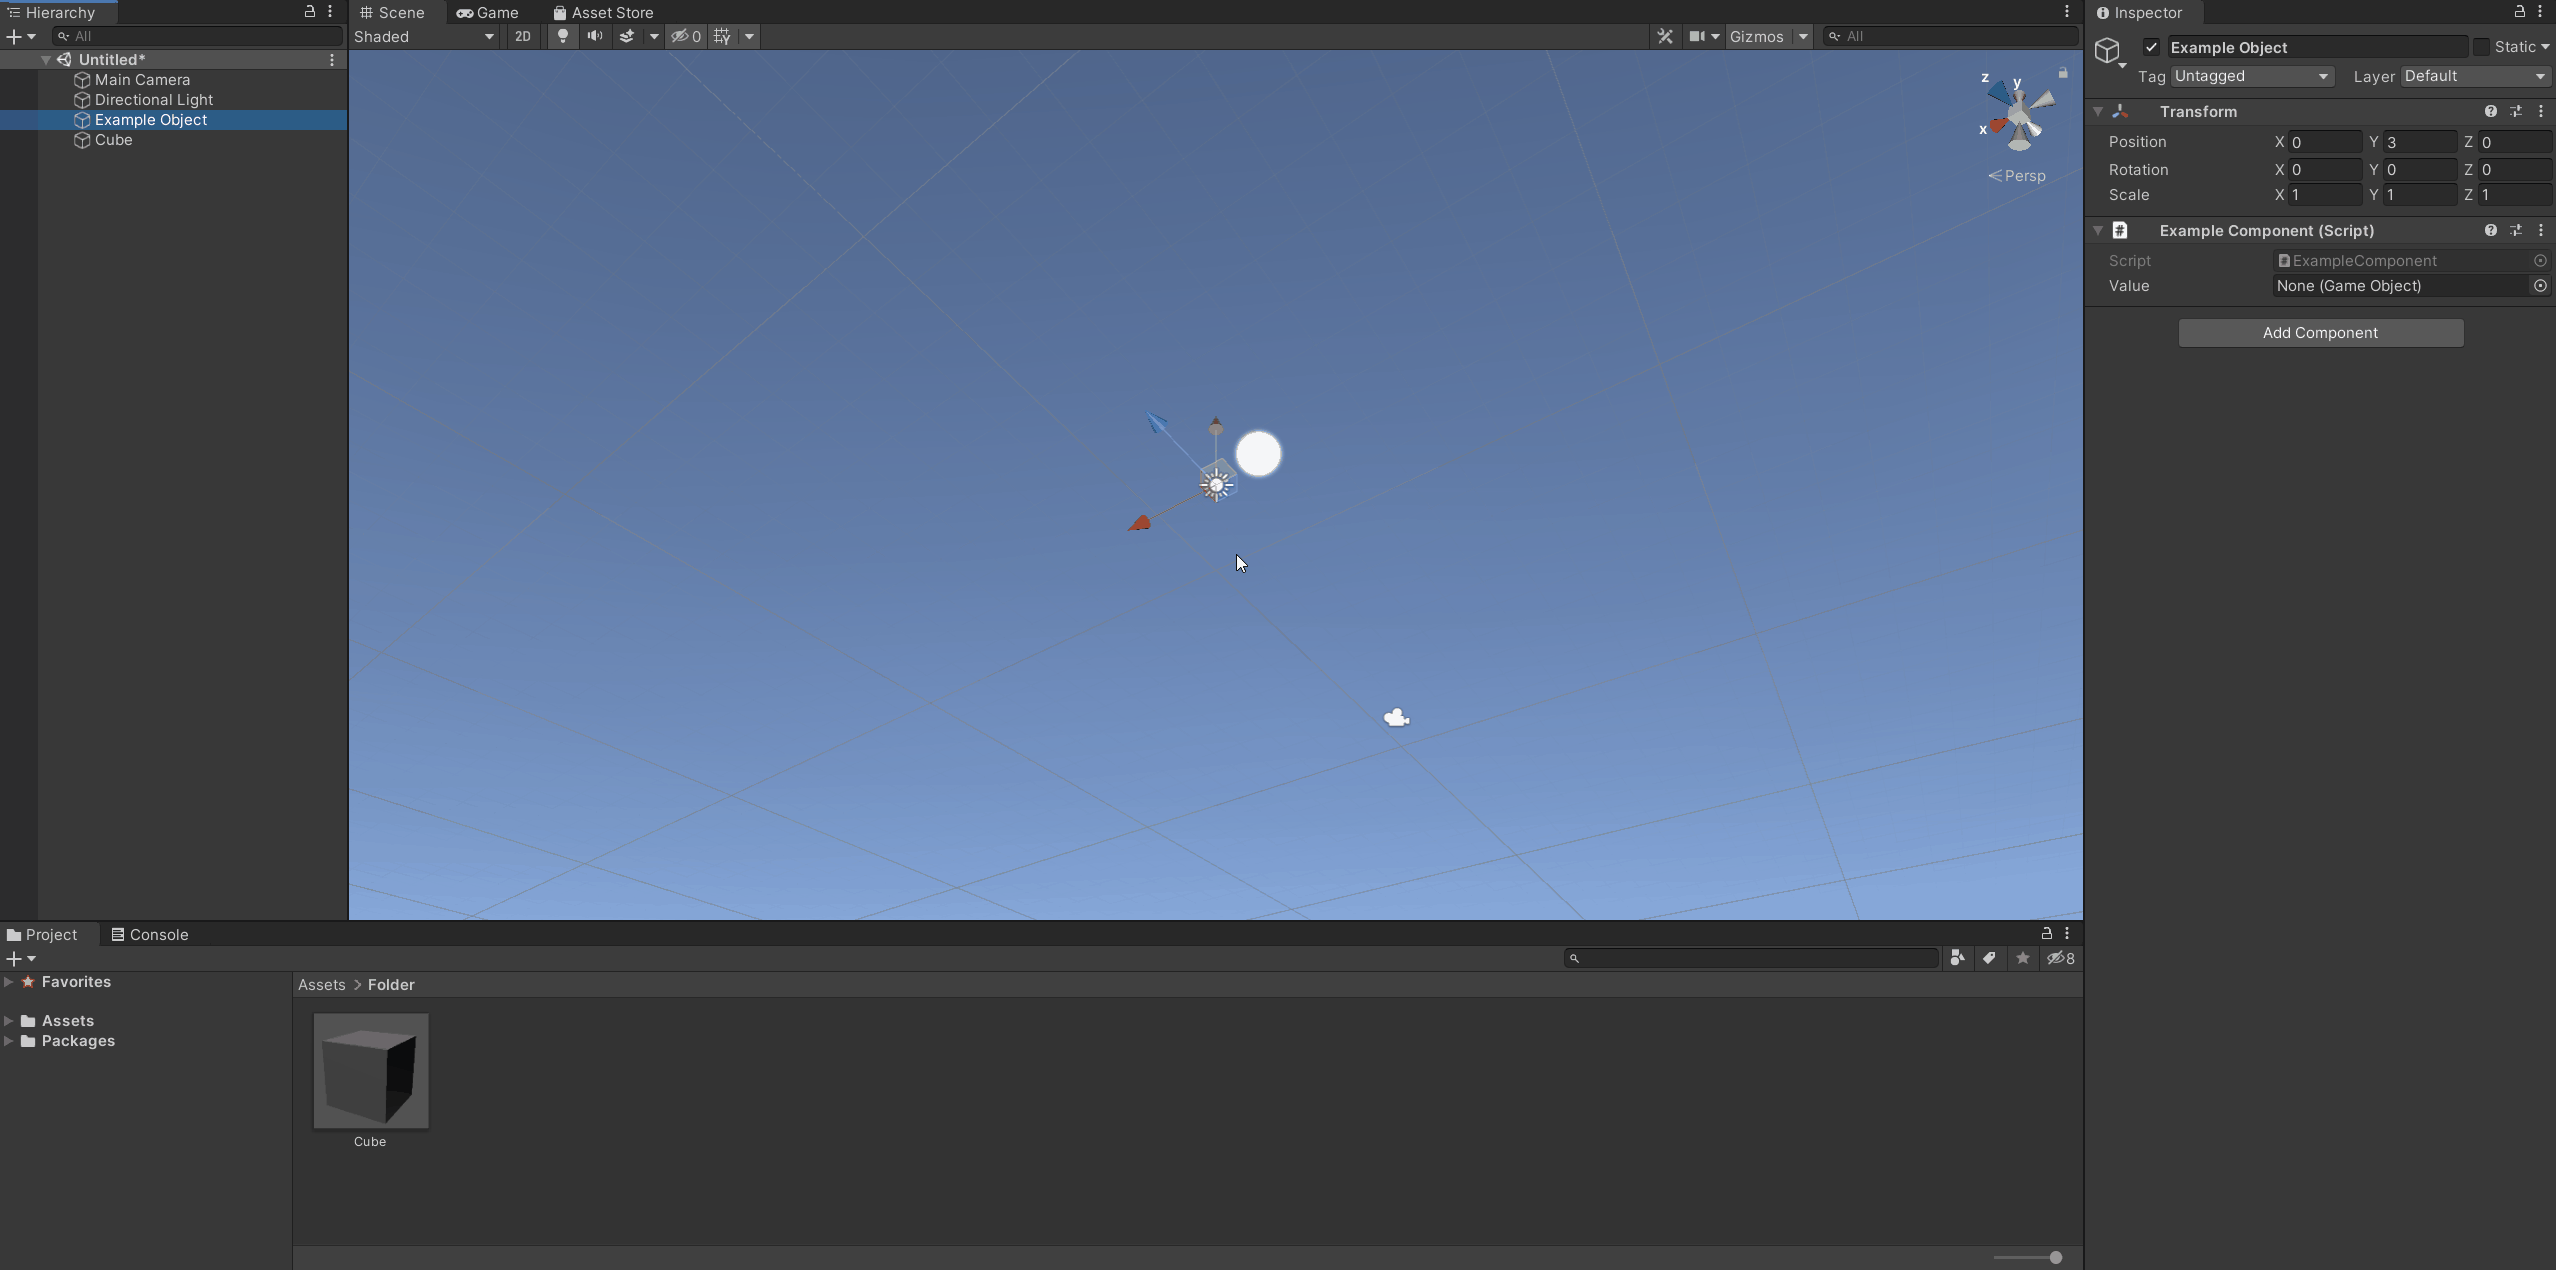 Hierarchy
All
Untitled*
Main Camera
Directional Light
Example Object
Cube
Scene
Game
Asset Store
Shaded
2D
0
Gizmos
All
z
y
x
Persp
Project
Console
8
Favorites
Assets
Packages
Assets > Folder
Cube
Inspector
Example Object
Static
Tag Untagged Layer Default
Transform
Position X 0 Y 3 Z 0
Rotation X 0 Y 0 Z 0
Scale X 1 Y 1 Z 1
# Example Component (Script)
Script ExampleComponent
Value None (Game Object)
Add Component